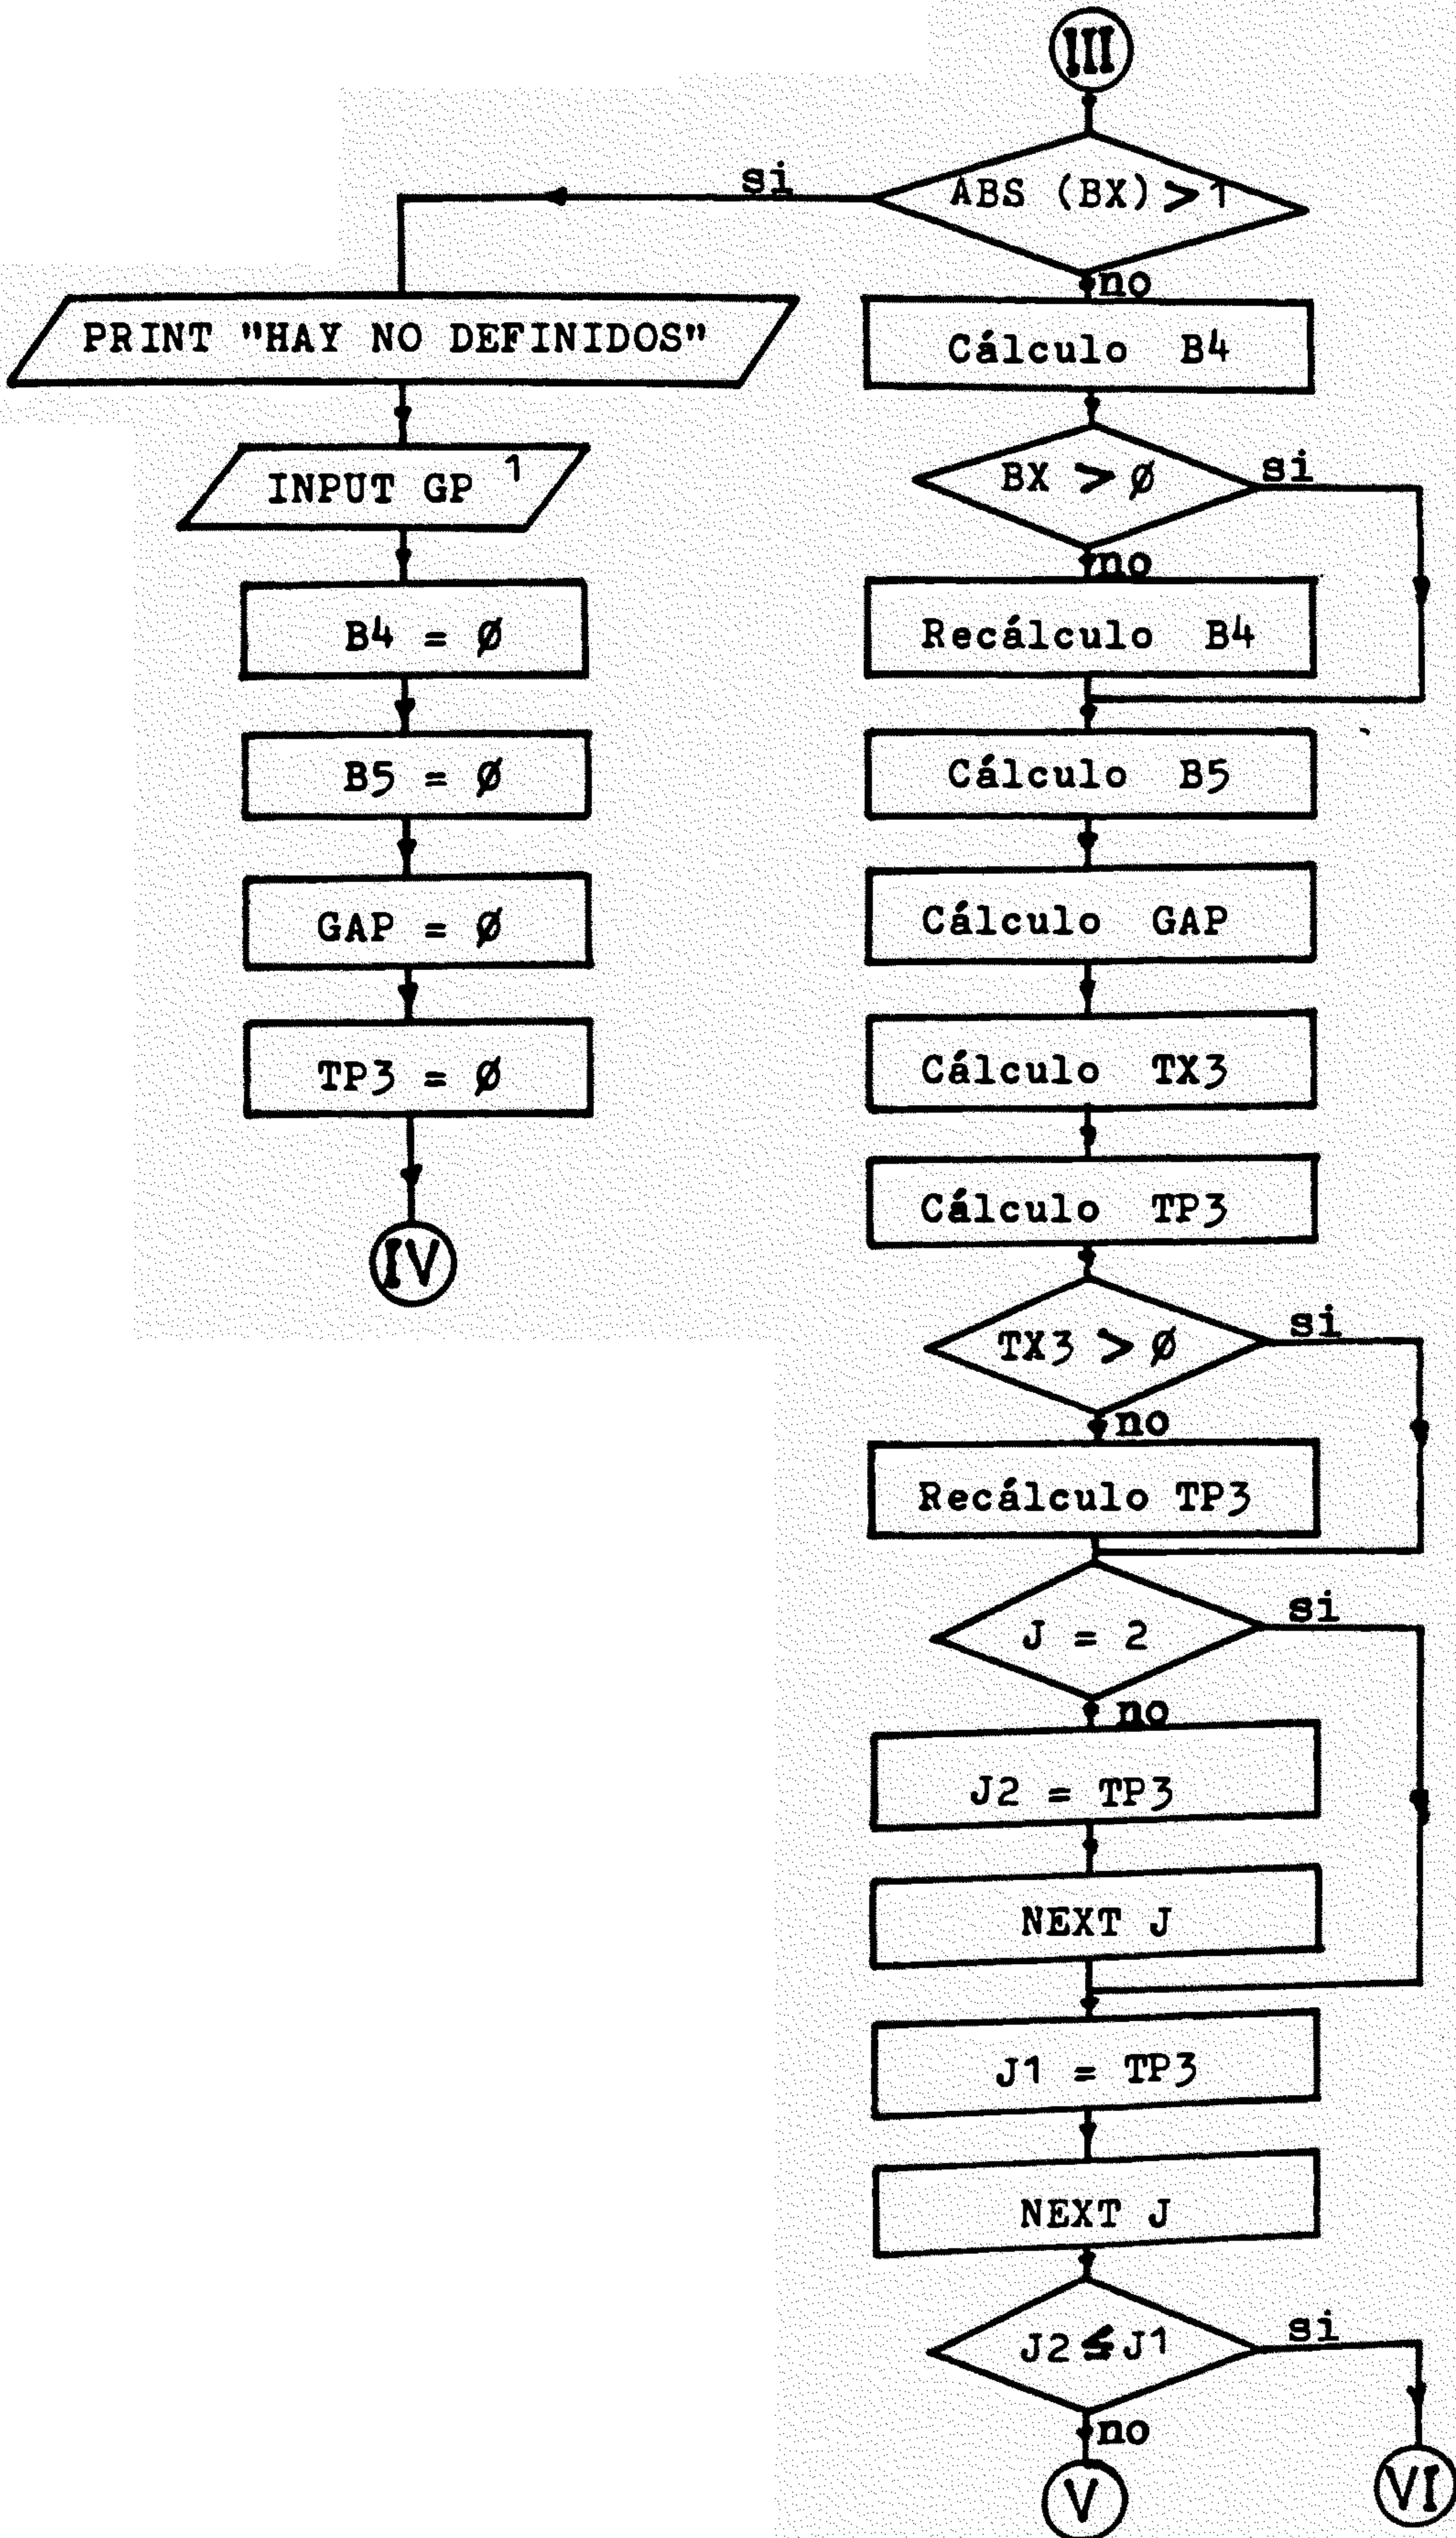 III
ABS (BX) > 1
si
no
PRINT "HAY NO DEFINIDOS"
INPUT GP 1
B4 = Ø
B5 = Ø
GAP = Ø
TP3 = Ø
IV
Cálculo B4
BX > Ø
si
no
Recálculo B4
Cálculo B5
Cálculo GAP
Cálculo TX3
Cálculo TP3
TX3 > Ø
si
no
Recálculo TP3
J = 2
si
no
J2 = TP3
NEXT J
J1 = TP3
NEXT J
J2 ≤ J1
si
no
V
VI